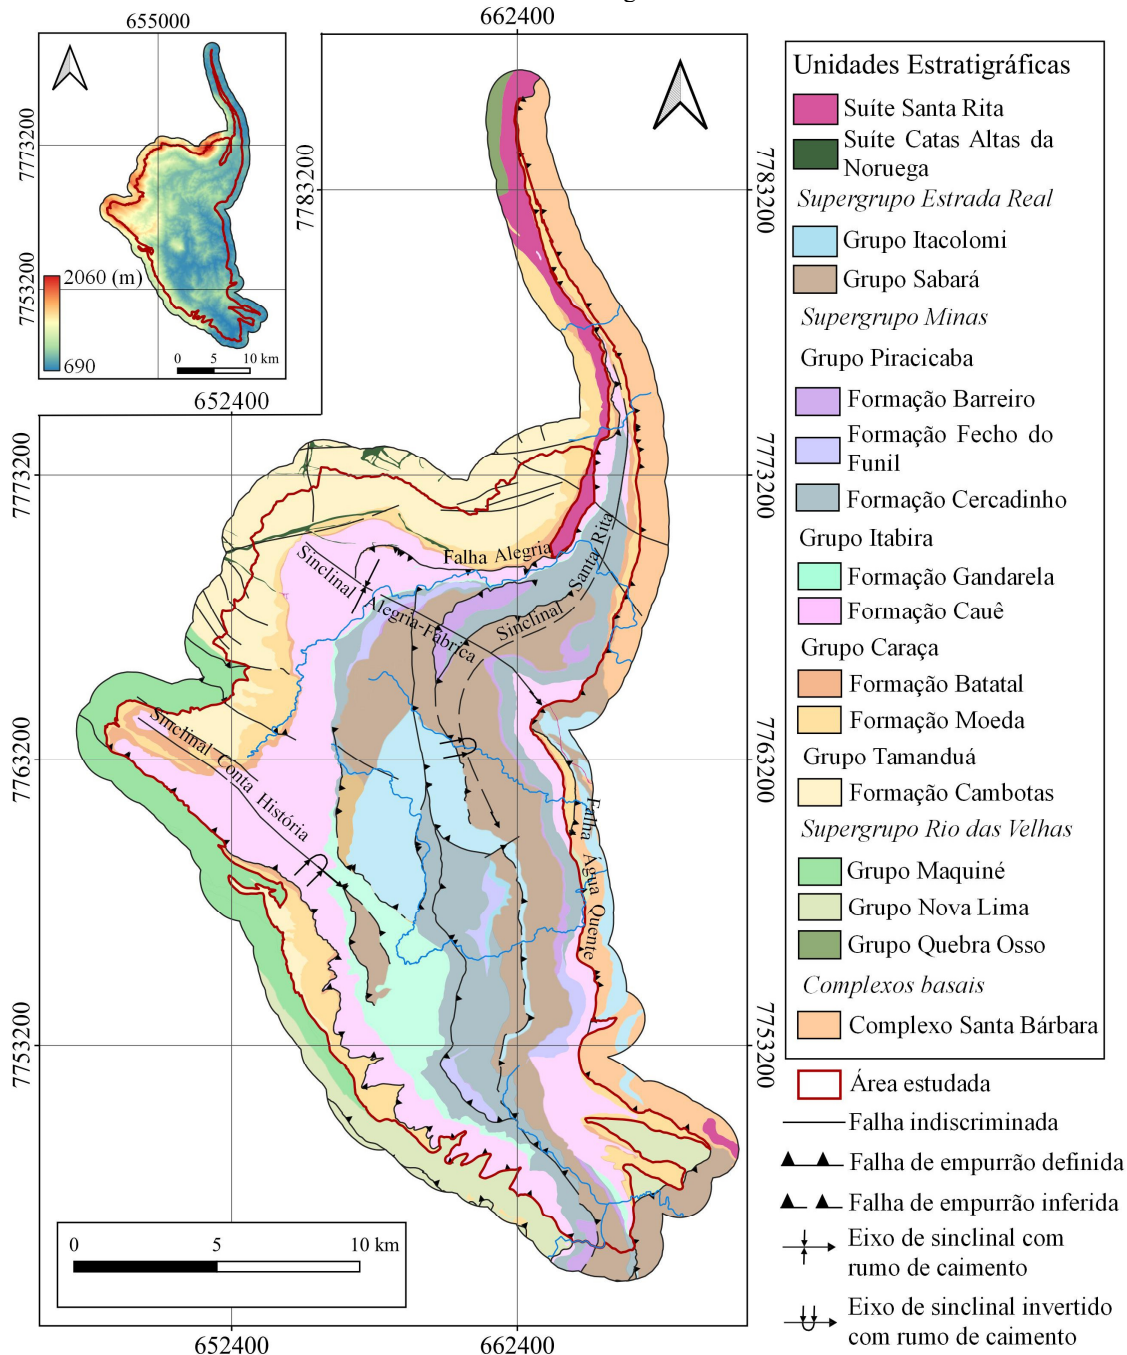 655000
662400
7773200
7753200
2060 (m)
690
0 5 10 km
652400
7783200
7783200
7773200
7773200
7763200
7763200
7753200
7753200
Falha Alegria
Sinclinal Alegria-Fábrica
Sinclinal Santa Rita
Sinclinal Conta História
Falha Água Quente
0 5 10 km
652400
662400
Unidades Estratigráficas
Suíte Santa Rita
Suíte Catas Altas da
Noruega
Supergrupo Estrada Real
Grupo Itacolomi
Grupo Sabará
Supergrupo Minas
Grupo Piracicaba
Formação Barreiro
Formação Fecho do
Funil
Formação Cercadinho
Grupo Itabira
Formação Gandarela
Formação Cauê
Grupo Caraça
Formação Batatal
Formação Moeda
Grupo Tamanduá
Formação Cambotas
Supergrupo Rio das Velhas
Grupo Maquiné
Grupo Nova Lima
Grupo Quebra Osso
Complexos basais
Complexo Santa Bárbara
Área estudada
Falha indiscriminada
Falha de empurrão definida
Falha de empurrão inferida
Eixo de sinclinal com
rumo de caimento
Eixo de sinclinal invertido
com rumo de caimento